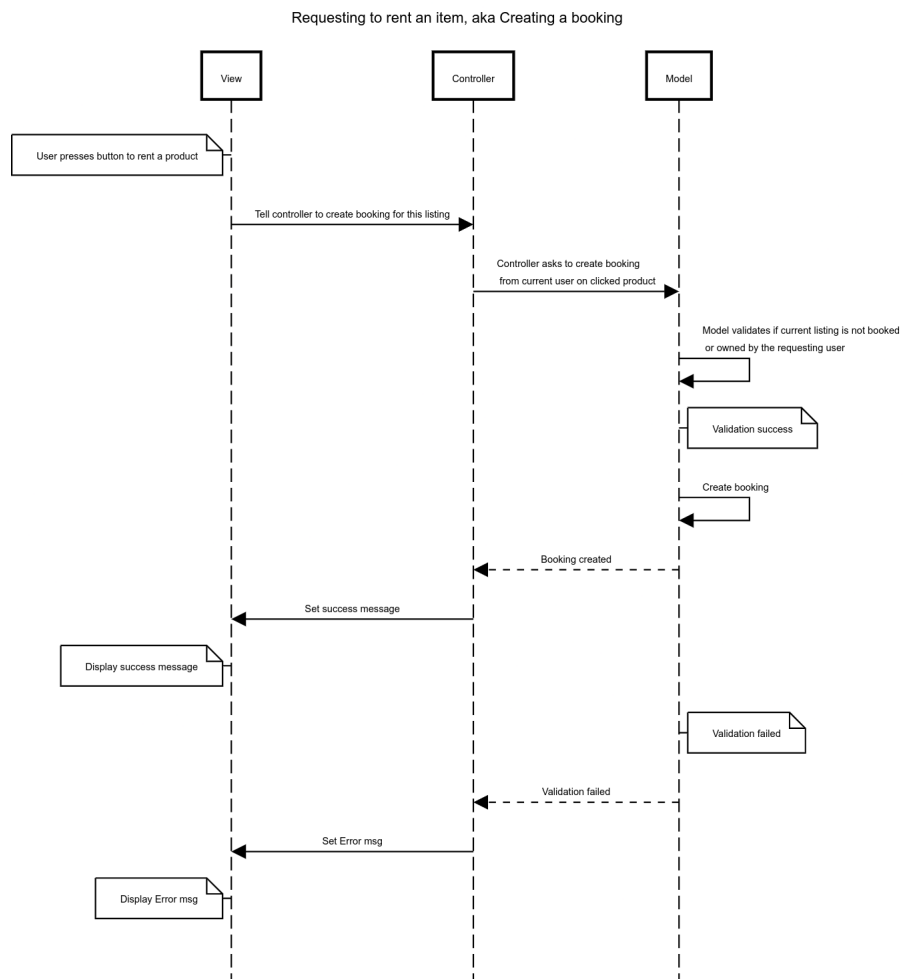 Requesting to rent an item, aka Creating a booking
View
Controller
Model
User presses button to rent a product
Tell controller to create booking for this listing
Controller asks to create booking
from current user on clicked product
Model validates if current listing is not booked
or owned by the requesting user
Validation success
Create booking
Booking created
Set success message
Display success message
Validation failed
Validation failed
Set Error msg
Display Error msg